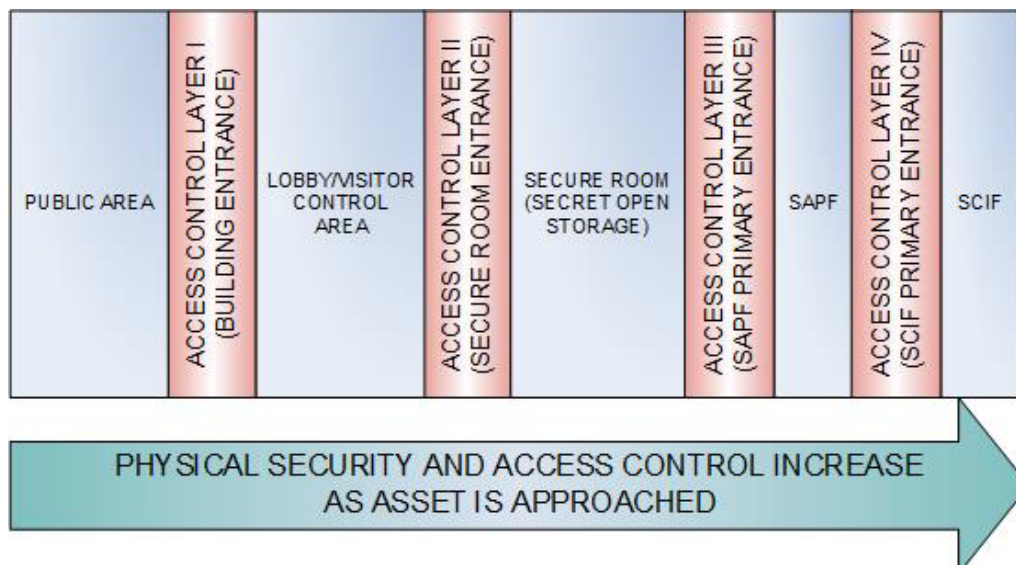 PUBLIC AREA
ACCESS CONTROL LAYER I
(BUILDING ENTRANCE)
LOBBY/VISITOR
CONTROL
AREA
ACCESS CONTROL LAYER II
(SECURE ROOM ENTRANCE)
SECURE ROOM
(SECRET OPEN
STORAGE)
ACCESS CONTROL LAYER III
(SAPF PRIMARY ENTRANCE)
SAPF
ACCESS CONTROL LAYER IV
(SCIF PRIMARY ENTRANCE)
SCIF
PHYSICAL SECURITY AND ACCESS CONTROL INCREASE
AS ASSET IS APPROACHED